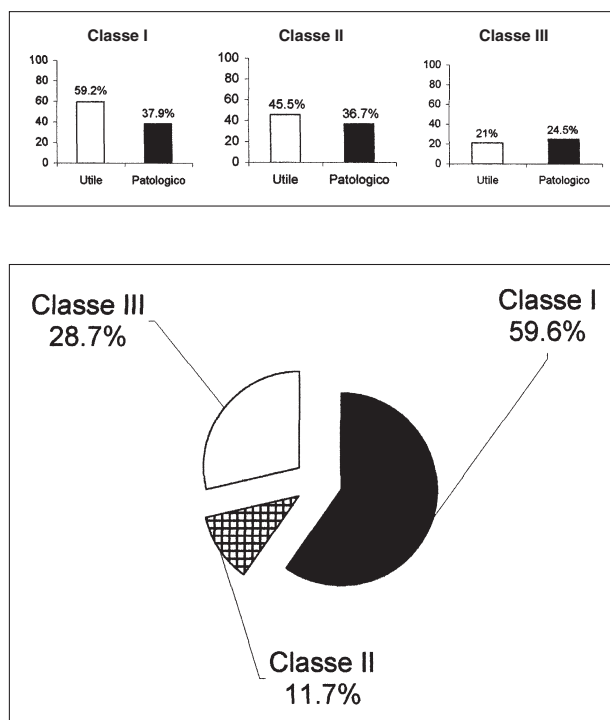 Classe I
Classe II
Classe III
100
80
60
40
20
0
59.2%
37.9%
Utile
Patologico
100
80
60
40
20
0
45.5%
36.7%
Utile
Patologico
100
80
60
40
20
0
21%
24.5%
Utile
Patologico
Classe III
28.7%
Classe I
59.6%
Classe II
11.7%